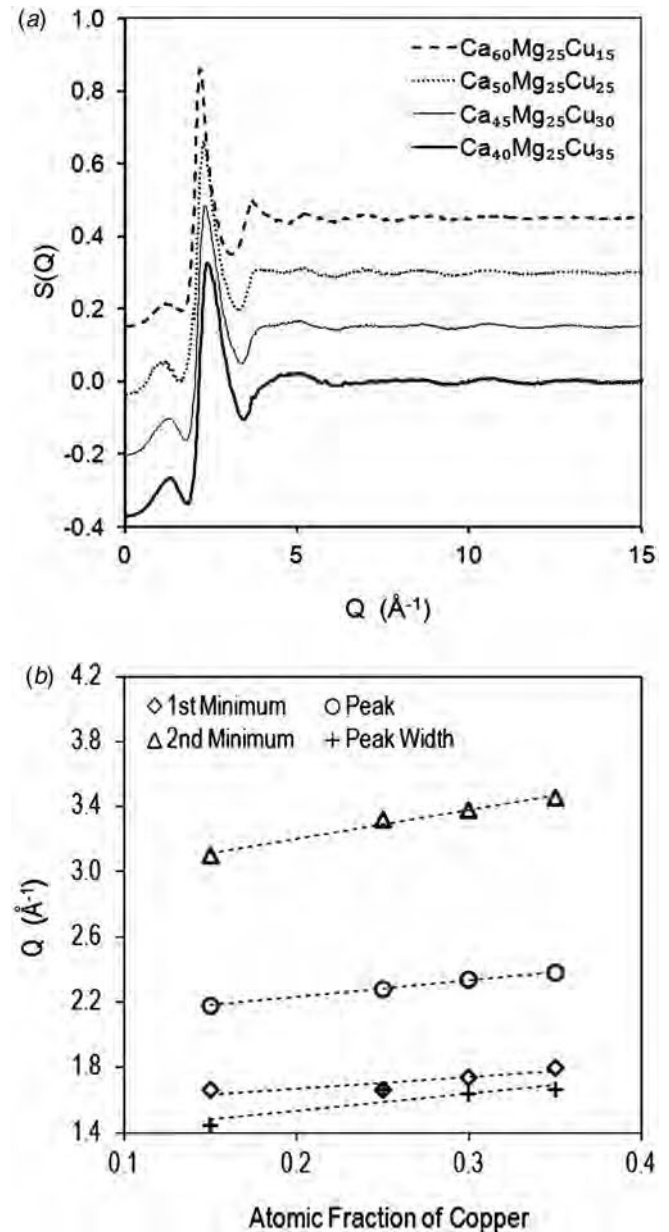 (a)
1.0
0.8
0.6
0.4
0.2
0.0
-0.2
-0.4
S(Q)
Ca₆₀Mg₂₅Cu₁₅
Ca₅₀Mg₂₅Cu₂₅
Ca₄₅Mg₂₅Cu₃₀
Ca₄₀Mg₂₅Cu₃₅
0 5 10 15
Q (Å⁻¹)
(b)
4.2
3.8
3.4
3.0
2.6
2.2
1.8
1.4
Q (Å⁻¹)
1st Minimum Peak
2nd Minimum Peak Width
0.1 0.2 0.3 0.4
Atomic Fraction of Copper